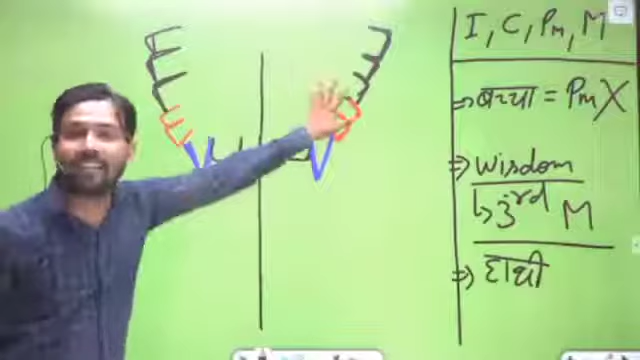 I, C, Pm, M
⇒ बच्चा = Pm X
⇒ Wisdom
↳ 3rd M
⇒ हाथी